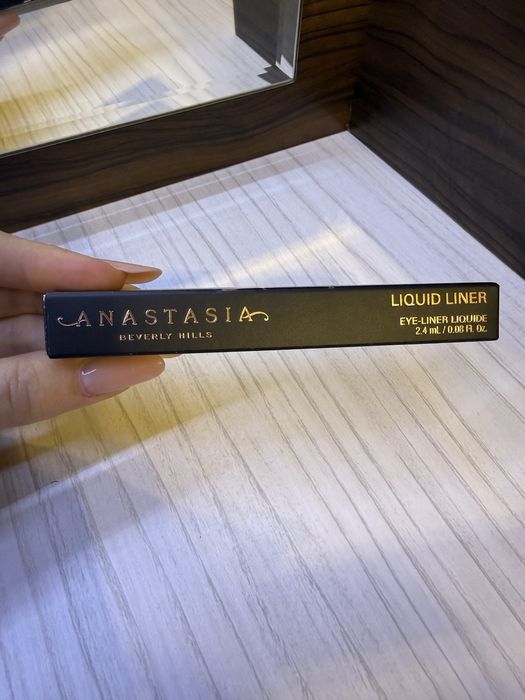 ANASTASIA
BEVERLY HILLS
LIQUID LINER
EYE-LINER LIQUIDE
2.4 mL / 0.08 Fl. Oz.